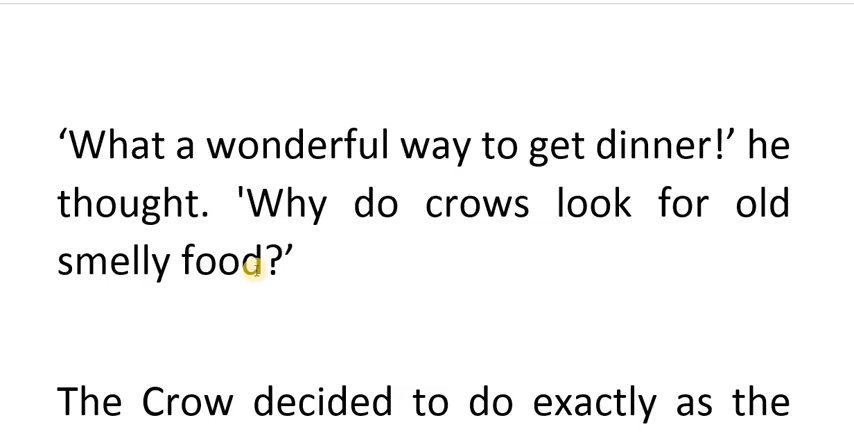 ‘What a wonderful way to get dinner!’ he
thought. 'Why do crows look for old
smelly food?’
The Crow decided to do exactly as the